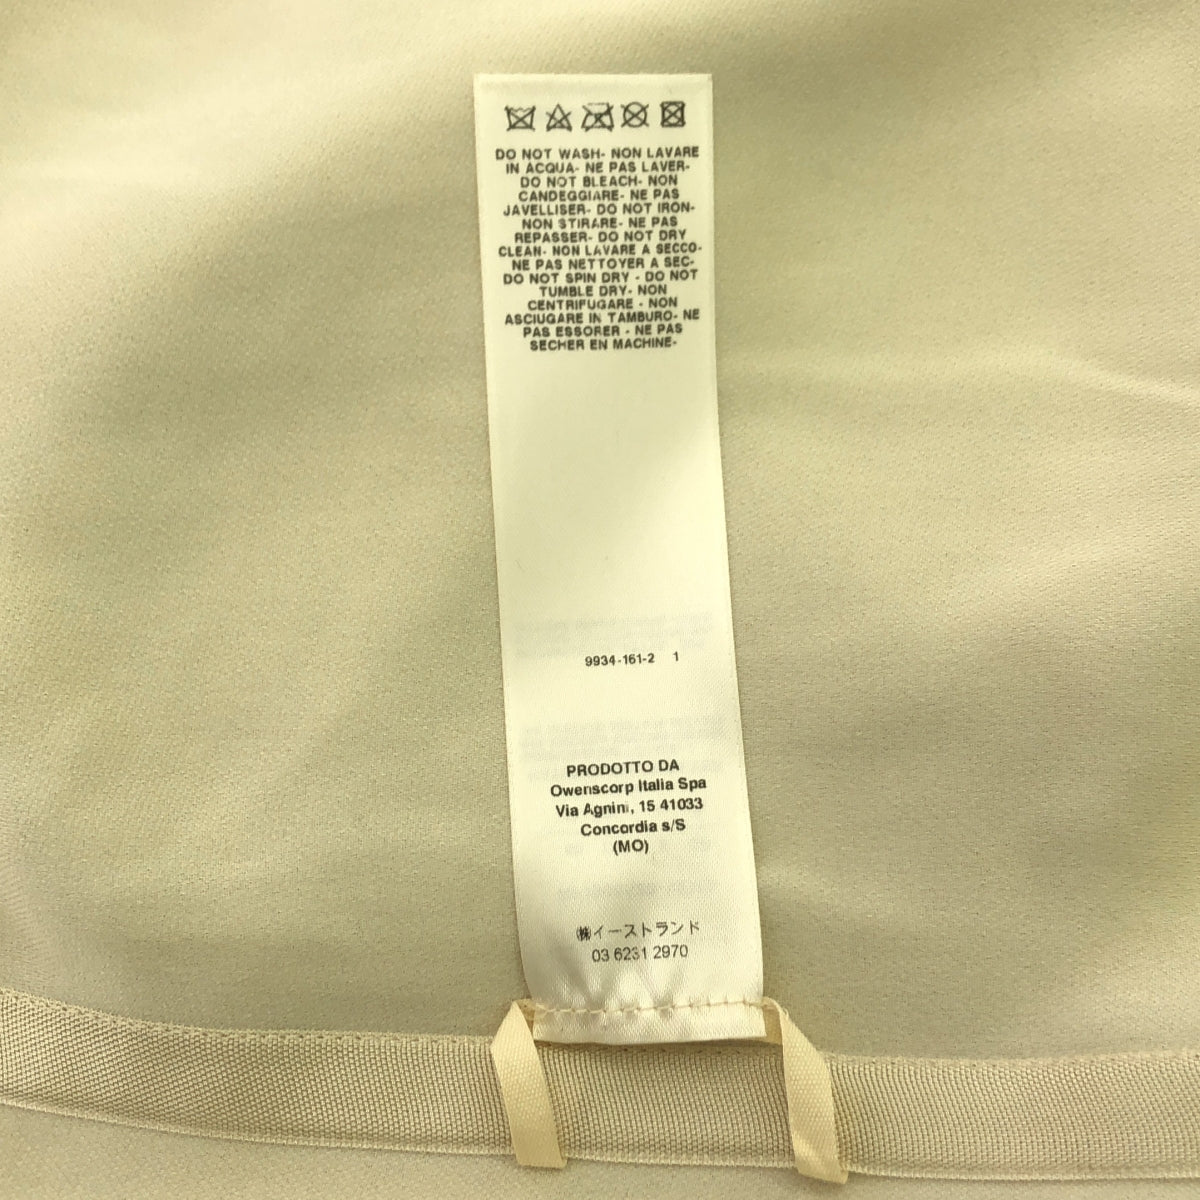 DO NOT WASH- NON LAVARE
IN ACQUA- NE PAS LAVER-
DO NOT BLEACH- NON
CANDEGGIARE- NE PAS
JAVELLISER- DO NOT IRON-
NON STIRARE- NE PAS
REPASSER- DO NOT DRY
CLEAN- NON LAVARE A SECCO-
NE PAS NETTOYER A SEC-
DO NOT SPIN DRY - DO NOT
TUMBLE DRY- NON
CENTRIFUGARE - NON
ASCIUGARE IN TAMBURO- NE
PAS ESSORER - NE PAS
SECHER EN MACHINE-
9934-161-2 1
PRODOTTO DA
Owenscorp Italia Spa
Via Agnini, 15 41033
Concordia s/S
(MO)
㈱イーストランド
03 6231 2970